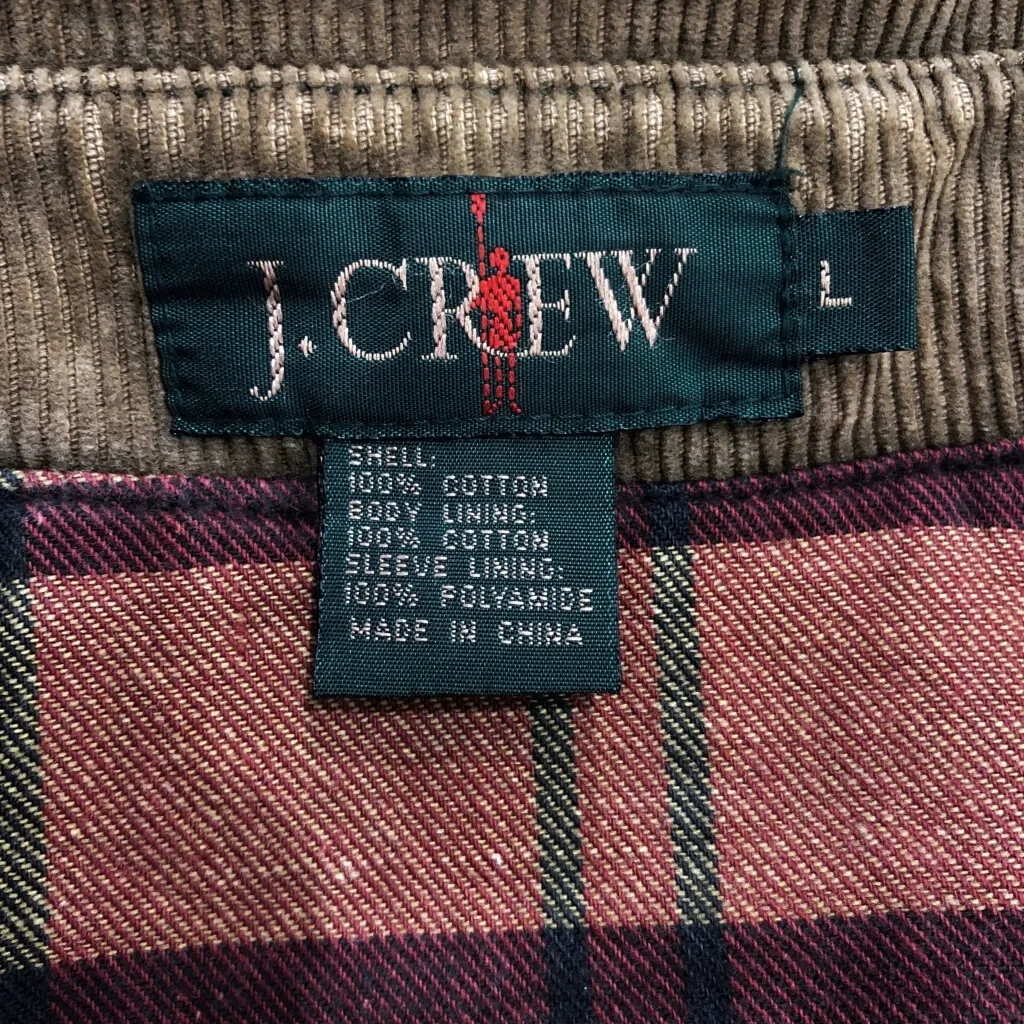 J.CREW
L
SHELL:
100% COTTON
BODY LINING:
100% COTTON
SLEEVE LINING:
100% POLYAMIDE
MADE IN CHINA